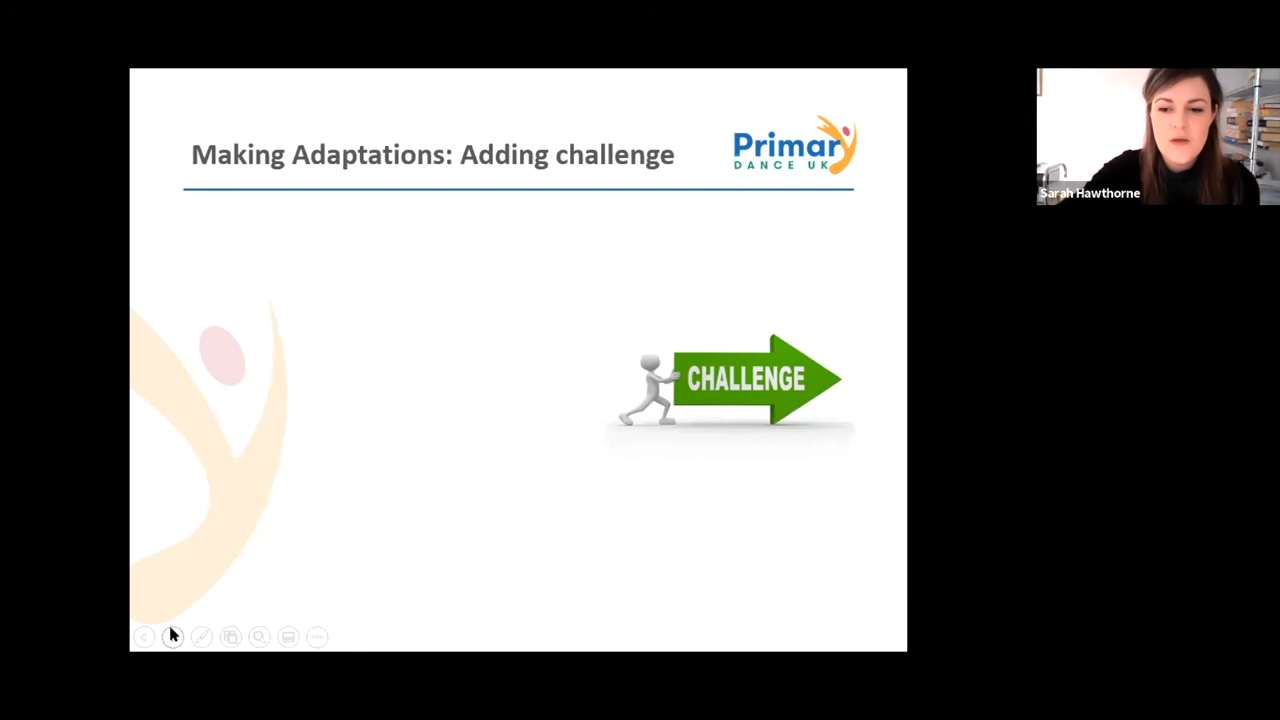 Making Adaptations: Adding challenge
Primary
DANCE UK
CHALLENGE
Sarah Hawthorne